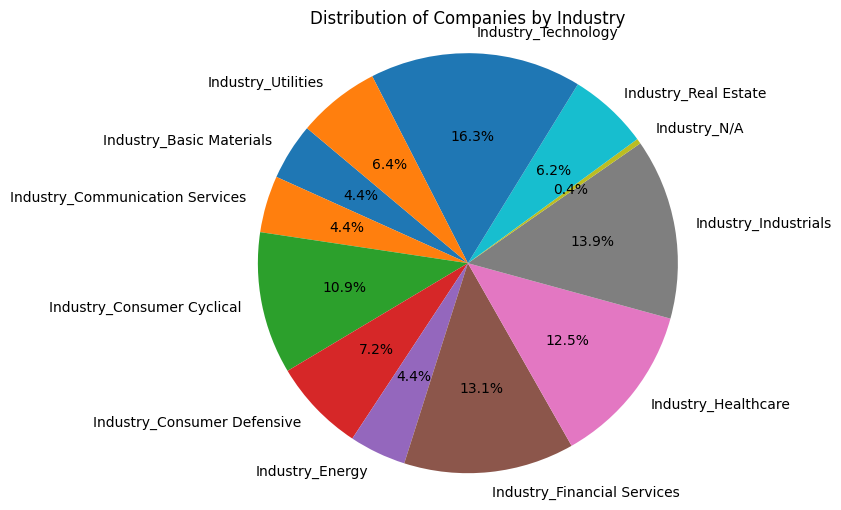 Distribution of Companies by Industry
Industry_Technology
Industry_Utilities
Industry_Real Estate
Industry_N/A
Industry_Basic Materials
16.3%
6.4%
6.2%
0.4%
4.4%
Industry_Communication Services
4.4%
Industry_Industrials
13.9%
10.9%
Industry_Consumer Cyclical
12.5%
7.2%
4.4%
13.1%
Industry_Healthcare
Industry_Consumer Defensive
Industry_Energy
Industry_Financial Services